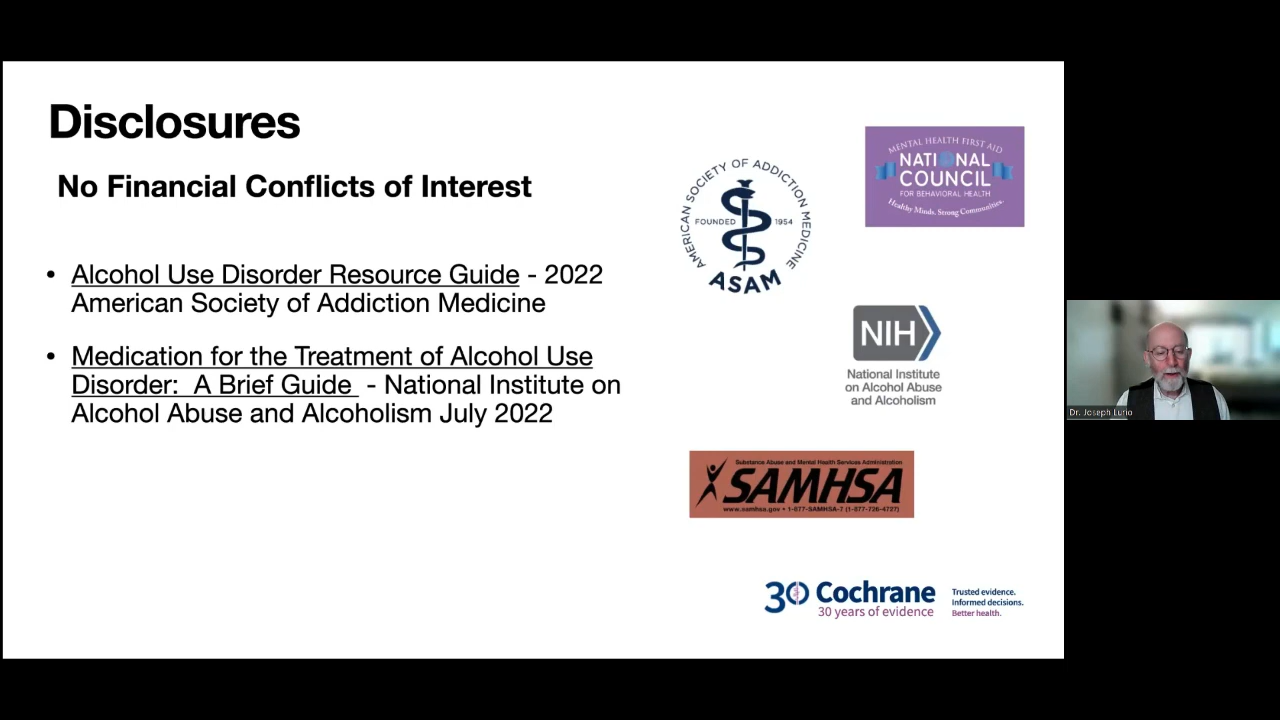 Disclosures
No Financial Conflicts of Interest
• Alcohol Use Disorder Resource Guide - 2022
American Society of Addiction Medicine
• Medication for the Treatment of Alcohol Use
Disorder: A Brief Guide - National Institute on
Alcohol Abuse and Alcoholism July 2022
AMERICAN SOCIETY OF ADDICTION MEDICINE
FOUNDED 1954
ASAM
MENTAL HEALTH FIRST AID
NATIONAL
COUNCIL
FOR BEHAVIORAL HEALTH
Healthy Minds. Strong Communities.
NIH
National Institute
on Alcohol Abuse
and Alcoholism
Substance Abuse and Mental Health Services Administration
SAMHSA
www.samhsa.gov • 1-877-SAMHSA-7 (1-877-726-4727)
30 Cochrane
30 years of evidence
Trusted evidence.
Informed decisions.
Better health.
Dr. Joseph Lurio